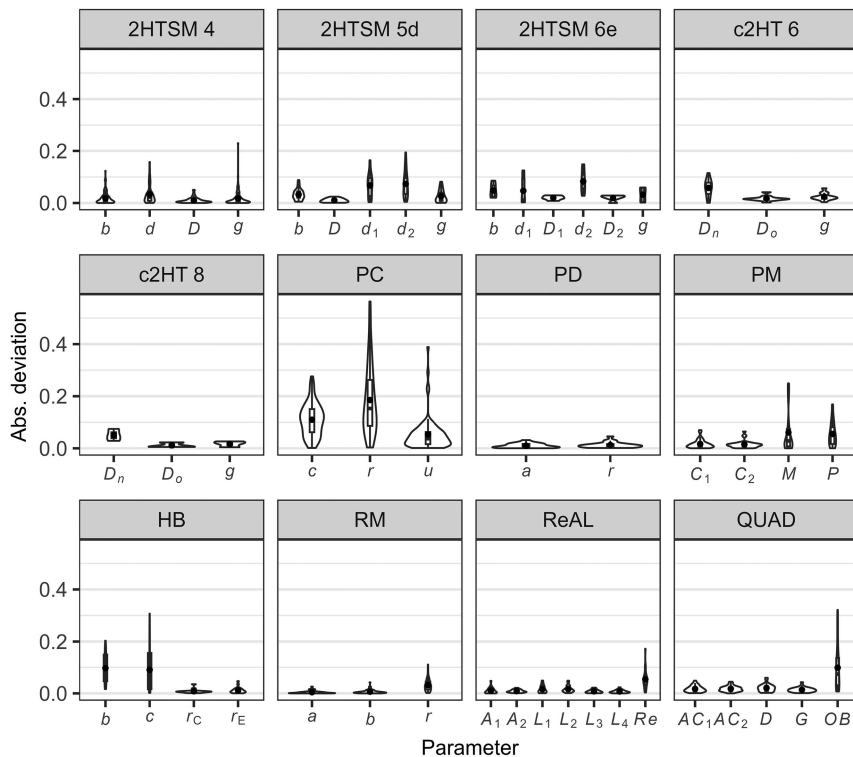 2HTSM 4 2HTSM 5d 2HTSM 6e c2HT 6
0.4
0.2
0.0
b d D g b D d1 d2 g b d1 D1 d2 D2 g Dn Do g
c2HT 8 PC PD PM
Abs. deviation
0.4
0.2
0.0
Dn Do g c r u a r C1 C2 M P
HB RM ReAL QUAD
0.4
0.2
0.0
b c rC rE a b r A1 A2 L1 L2 L3 L4 Re AC1 AC2 D G OB
Parameter